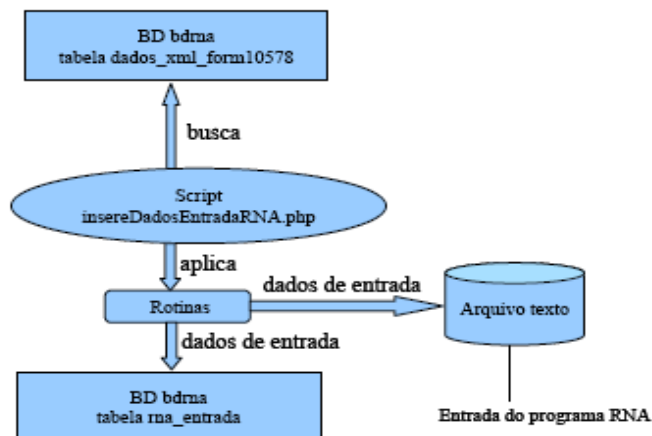 BD bdrna
tabela dados_xml_form10578
busca
Script
insereDadosEntradaRNA.php
aplica
dados de entrada
Rotinas
Arquivo texto
dados de entrada
BD bdrna
tabela rna_entrada
Entrada do programa RNA